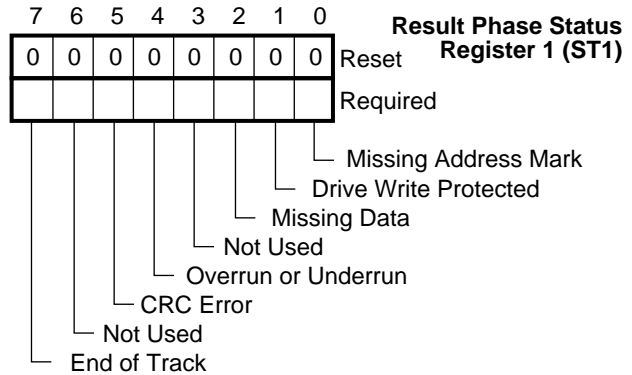 7 6 5 4 3 2 1 0
Result Phase Status
Register 1 (ST1)
0 0 0 0 0 0 0 0 Reset
Required
Missing Address Mark
Drive Write Protected
Missing Data
Not Used
Overrun or Underrun
CRC Error
Not Used
End of Track